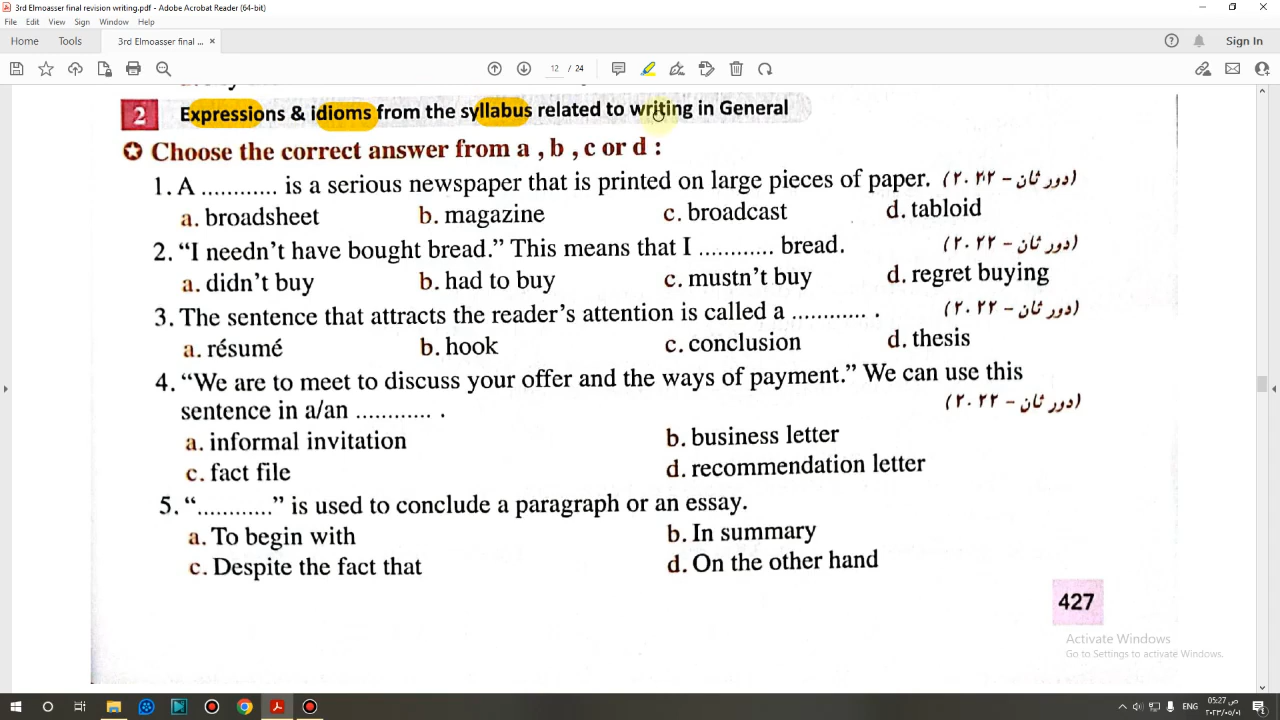 3rd Elmoasser final revision writing.pdf - Adobe Acrobat Reader (64-bit)
File Edit View Sign Window Help
Home Tools 3rd Elmoasser final ... × Sign In
12 / 24
2 Expressions & idioms from the syllabus related to writing in General
Choose the correct answer from a , b , c or d :
1. A ............ is a serious newspaper that is printed on large pieces of paper. (دور ثان – ٢٠٢٢)
a. broadsheet b. magazine c. broadcast d. tabloid
2. “I needn’t have bought bread.” This means that I ............ bread. (دور ثان – ٢٠٢٢)
a. didn’t buy b. had to buy c. mustn’t buy d. regret buying
3. The sentence that attracts the reader’s attention is called a ............ . (دور ثان – ٢٠٢٢)
a. résumé b. hook c. conclusion d. thesis
4. “We are to meet to discuss your offer and the ways of payment.” We can use this
sentence in a/an ............ . (دور ثان – ٢٠٢٢)
a. informal invitation b. business letter
c. fact file d. recommendation letter
5. “............” is used to conclude a paragraph or an essay.
a. To begin with b. In summary
c. Despite the fact that d. On the other hand
427
Activate Windows
Go to Settings to activate Windows.
ENG ص 05:27
٢٠٢٣/٠٥/٠١